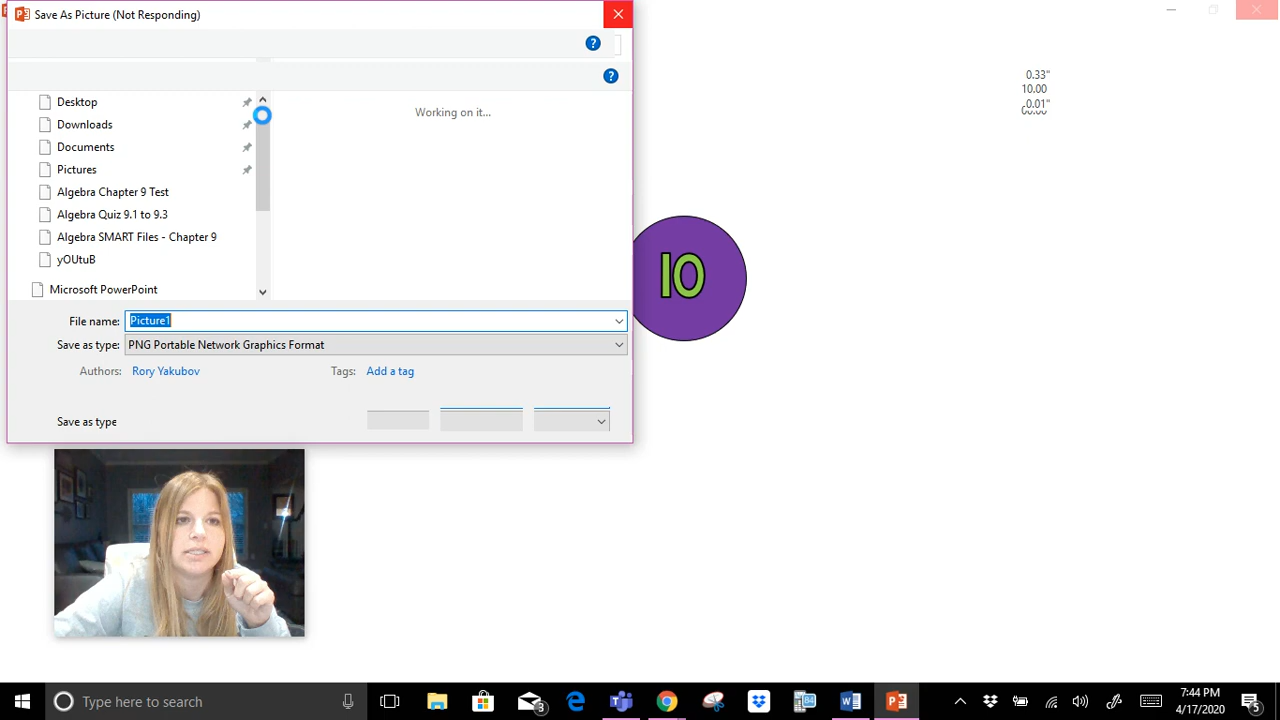 Save As Picture (Not Responding)
?
?
Desktop
Downloads
Documents
Pictures
Algebra Chapter 9 Test
Algebra Quiz 9.1 to 9.3
Algebra SMART Files - Chapter 9
yOUtuB
Microsoft PowerPoint
Working on it...
File name: Picture1
Save as type: PNG Portable Network Graphics Format
Authors: Rory Yakubov Tags: Add a tag
Save as type
0.33"
10.00
0.01"
10
Type here to search
3
7:44 PM
4/17/2020
5